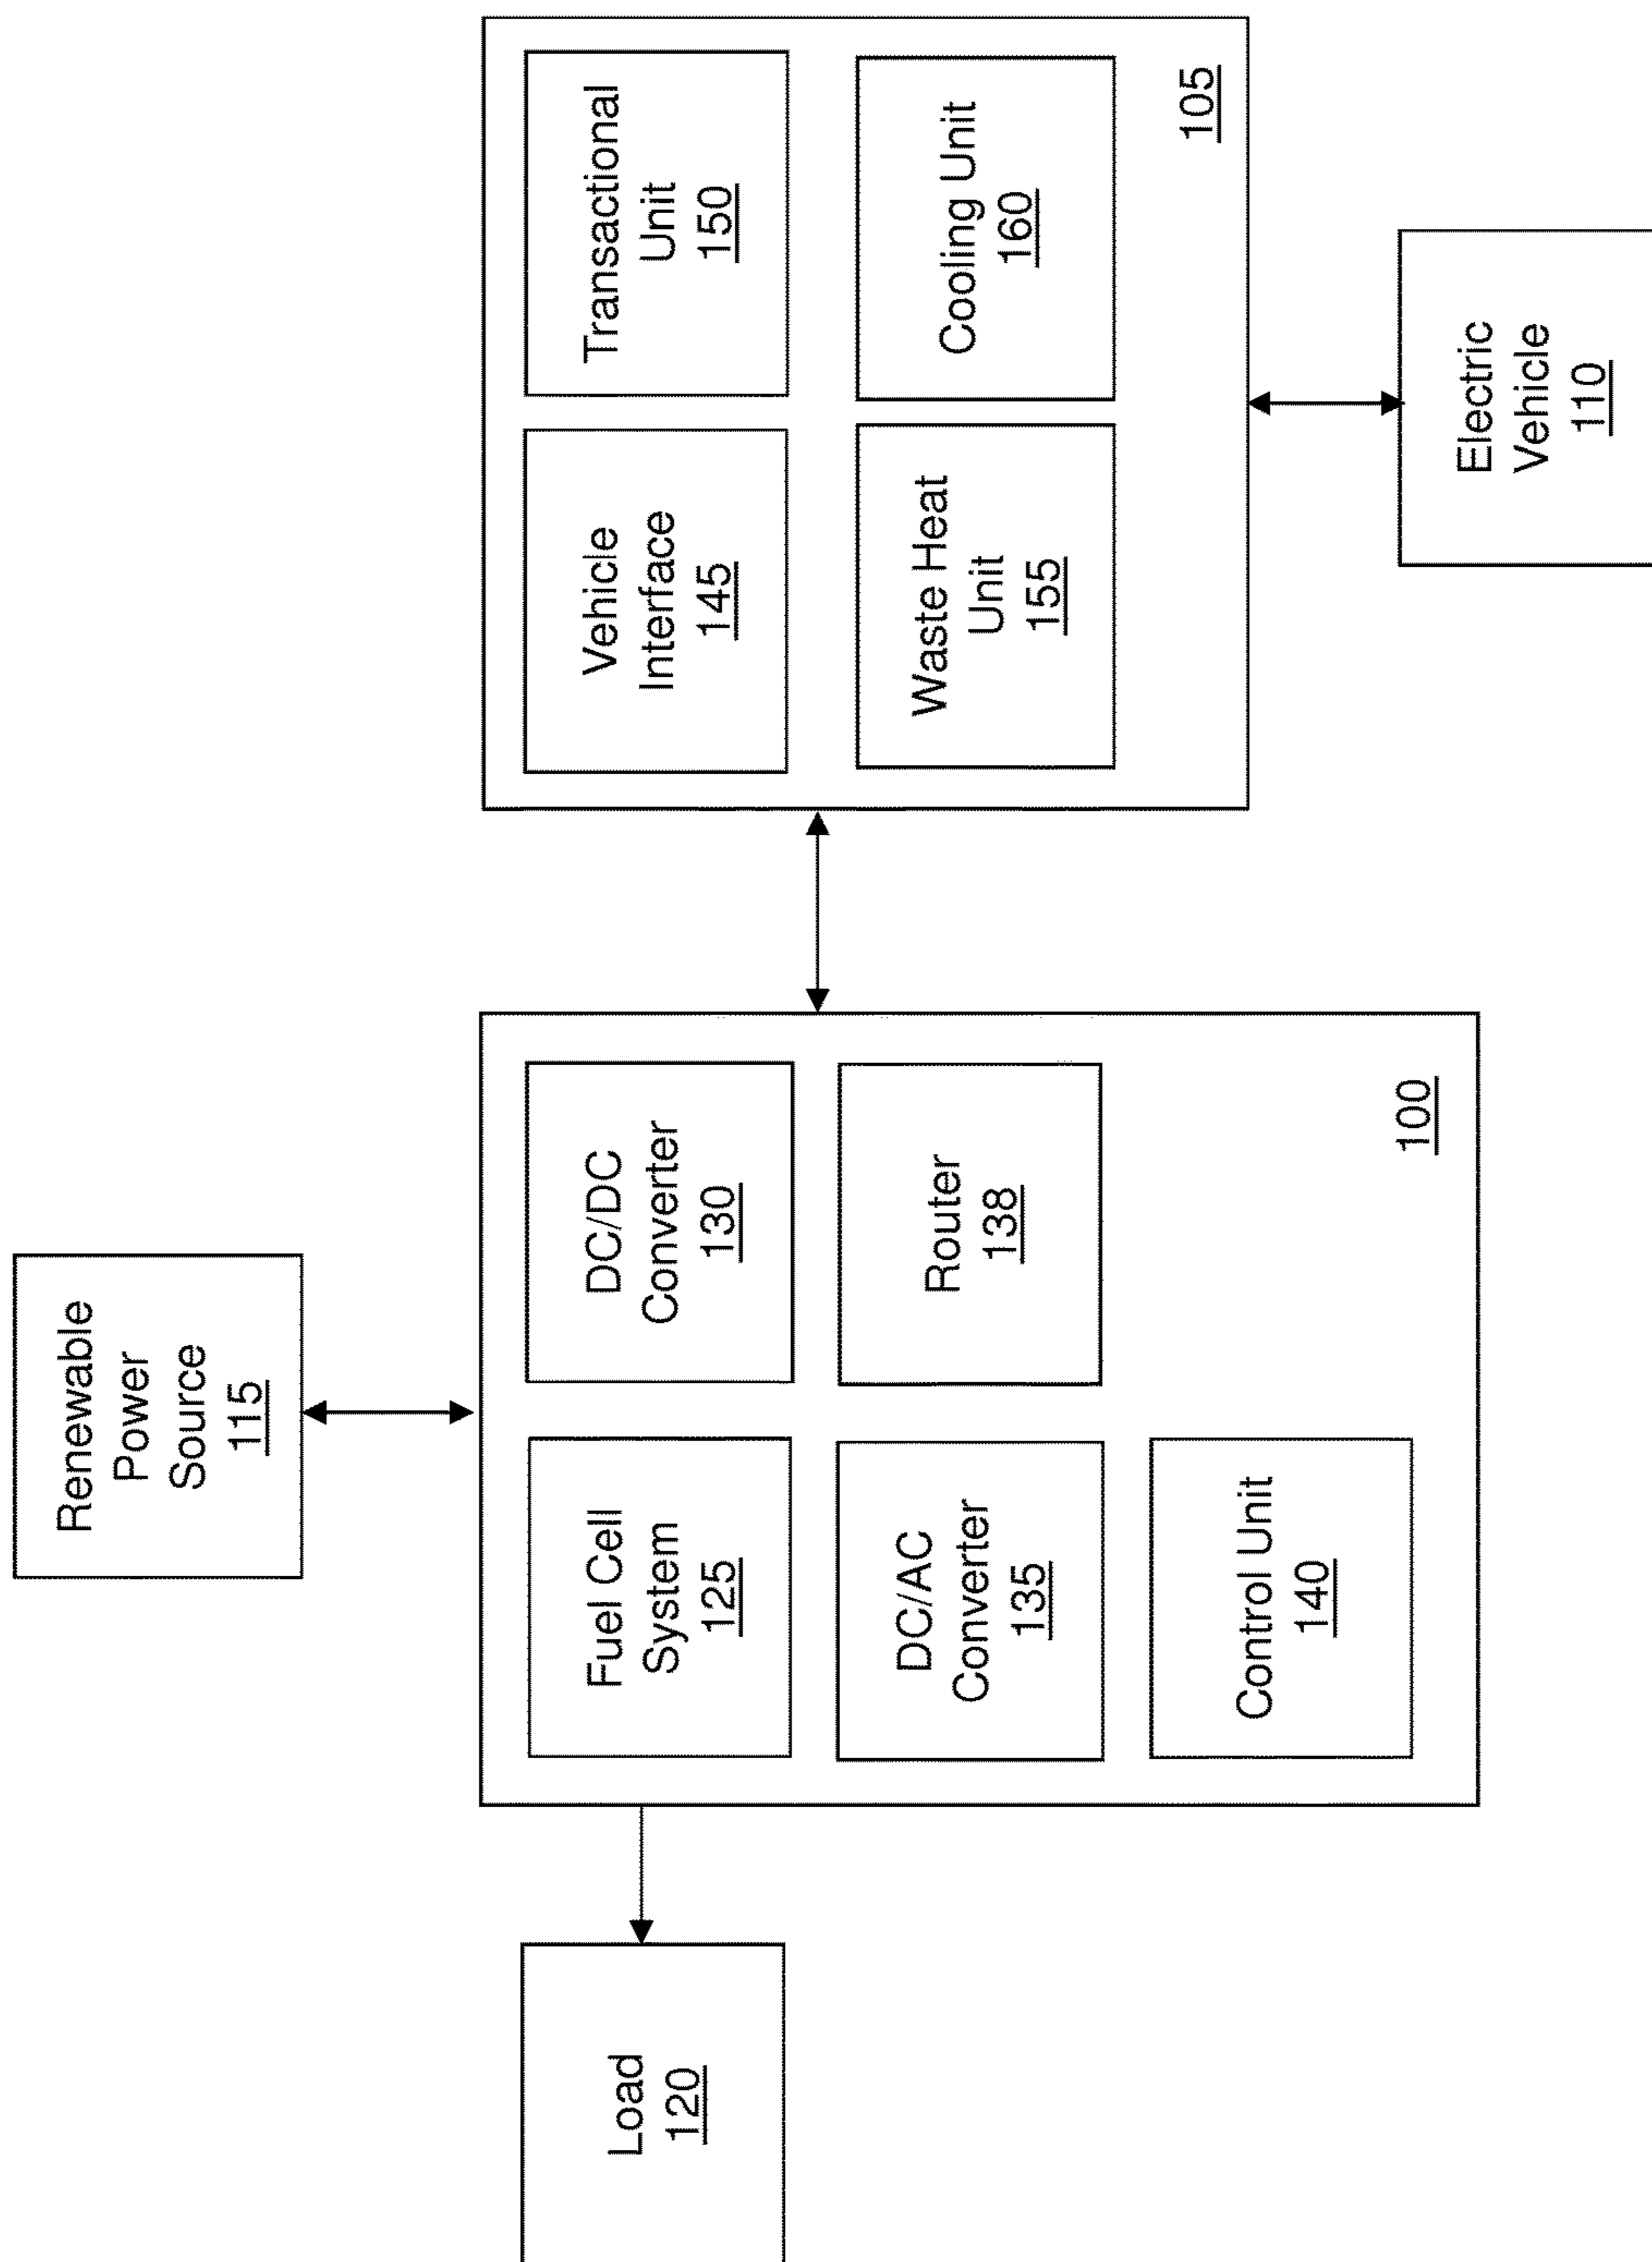 Renewable
Power
Source
115
Load
120
Fuel Cell
System
125
DC/DC
Converter
130
DC/AC
Converter
135
Router
138
Control Unit
140
100
Vehicle
Interface
145
Transactional
Unit
150
Waste Heat
Unit
155
Cooling Unit
160
105
Electric
Vehicle
110